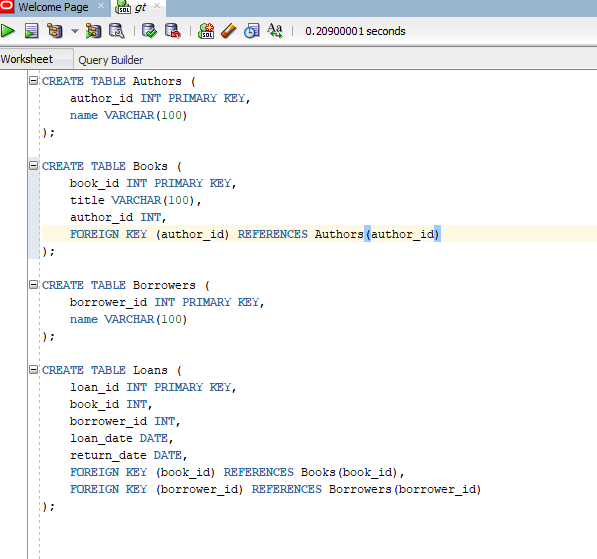 Welcome Page
gt
0.20900001 seconds
Worksheet
Query Builder
CREATE TABLE Authors (
    author_id INT PRIMARY KEY,
    name VARCHAR(100)
);
CREATE TABLE Books (
    book_id INT PRIMARY KEY,
    title VARCHAR(100),
    author_id INT,
    FOREIGN KEY (author_id) REFERENCES Authors(author_id)
);
CREATE TABLE Borrowers (
    borrower_id INT PRIMARY KEY,
    name VARCHAR(100)
);
CREATE TABLE Loans (
    loan_id INT PRIMARY KEY,
    book_id INT,
    borrower_id INT,
    loan_date DATE,
    return_date DATE,
    FOREIGN KEY (book_id) REFERENCES Books(book_id),
    FOREIGN KEY (borrower_id) REFERENCES Borrowers(borrower_id)
);